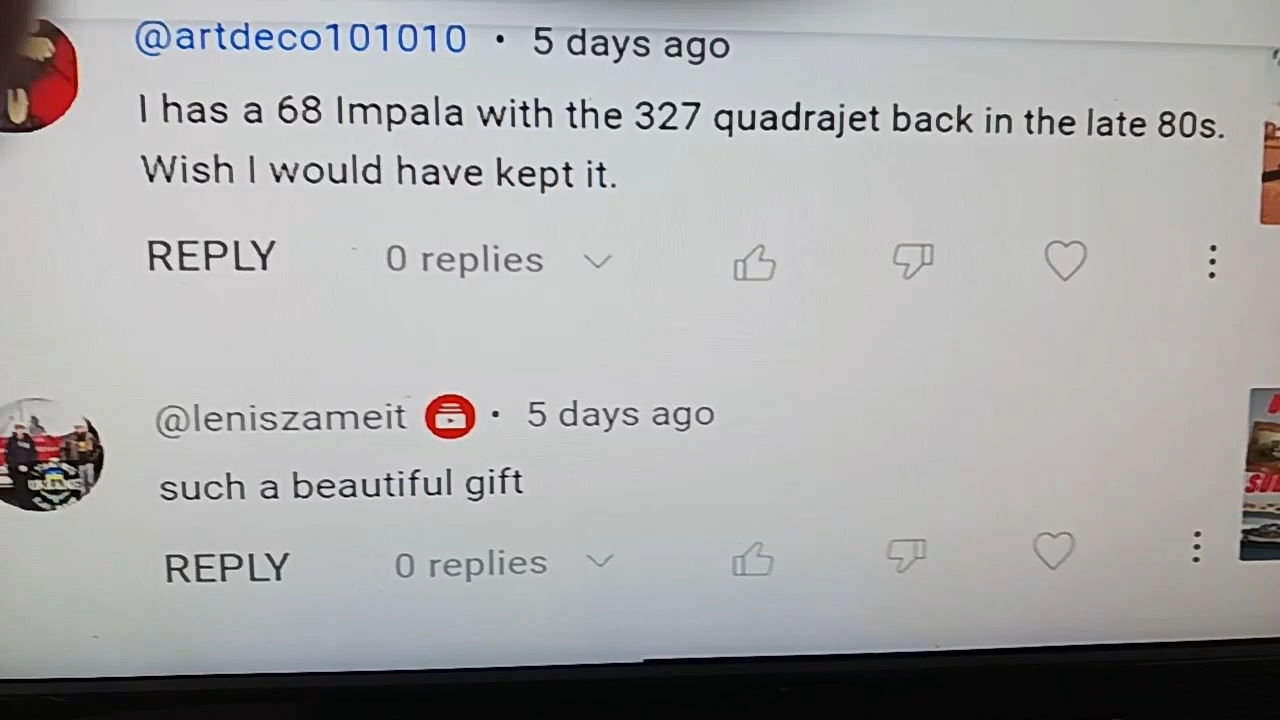 @artdeco101010 • 5 days ago
I has a 68 Impala with the 327 quadrajet back in the late 80s.
Wish I would have kept it.
REPLY 0 replies
@leniszameit • 5 days ago
such a beautiful gift
REPLY 0 replies